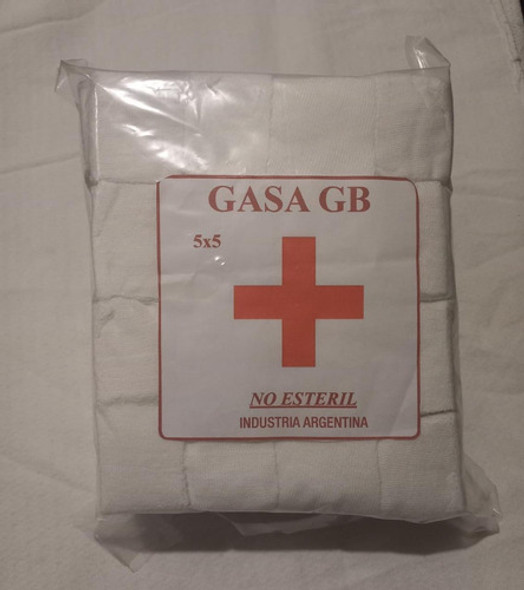 GASA GB
5x5
NO ESTERIL
INDUSTRIA ARGENTINA